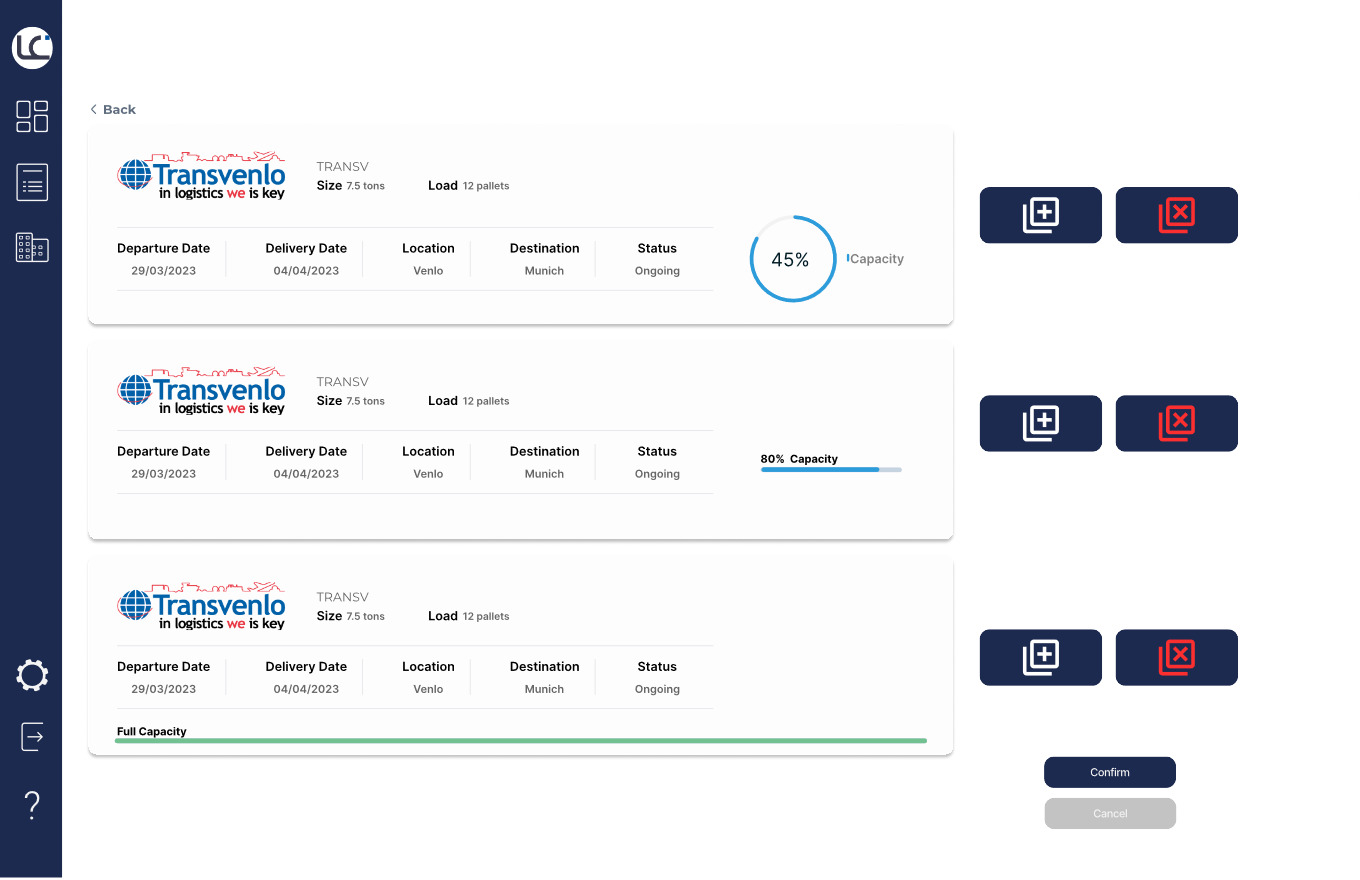 LC
Back
Transvenlo
in logistics we is key
TRANSV
Size 7.5 tons Load 12 pallets
Departure Date Delivery Date Location Destination Status
29/03/2023 04/04/2023 Venlo Munich Ongoing
45% Capacity
Transvenlo
in logistics we is key
TRANSV
Size 7.5 tons Load 12 pallets
Departure Date Delivery Date Location Destination Status
29/03/2023 04/04/2023 Venlo Munich Ongoing
80% Capacity
Transvenlo
in logistics we is key
TRANSV
Size 7.5 tons Load 12 pallets
Departure Date Delivery Date Location Destination Status
29/03/2023 04/04/2023 Venlo Munich Ongoing
Full Capacity
Confirm
Cancel
?